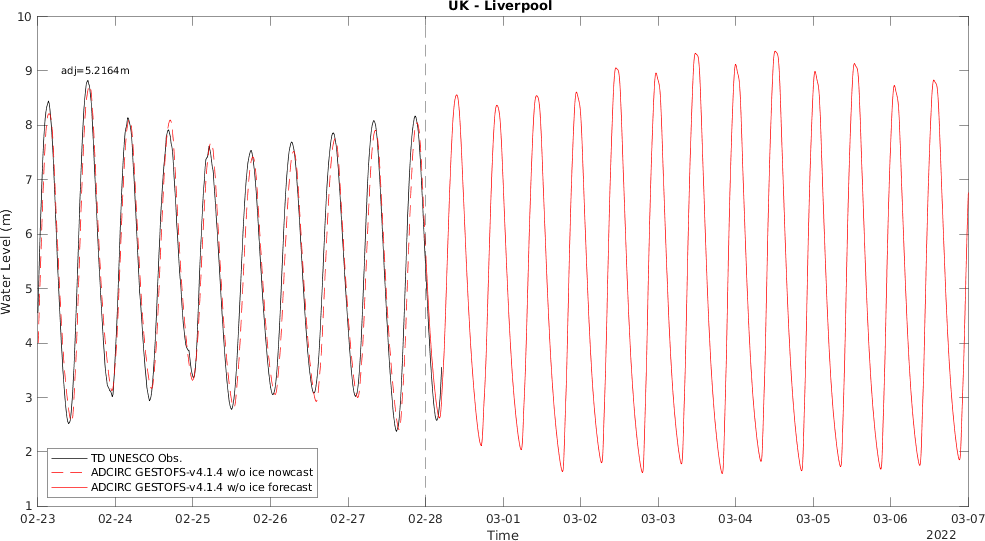 UK - Liverpool
10
9
8
7
6
5
4
3
2
1
Water Level (m)
adj=5.2164m
TD UNESCO Obs.
ADCIRC GESTOFS-v4.1.4 w/o ice nowcast
ADCIRC GESTOFS-v4.1.4 w/o ice forecast
02-23 02-24 02-25 02-26 02-27 02-28 03-01 03-02 03-03 03-04 03-05 03-06 03-07
Time
2022